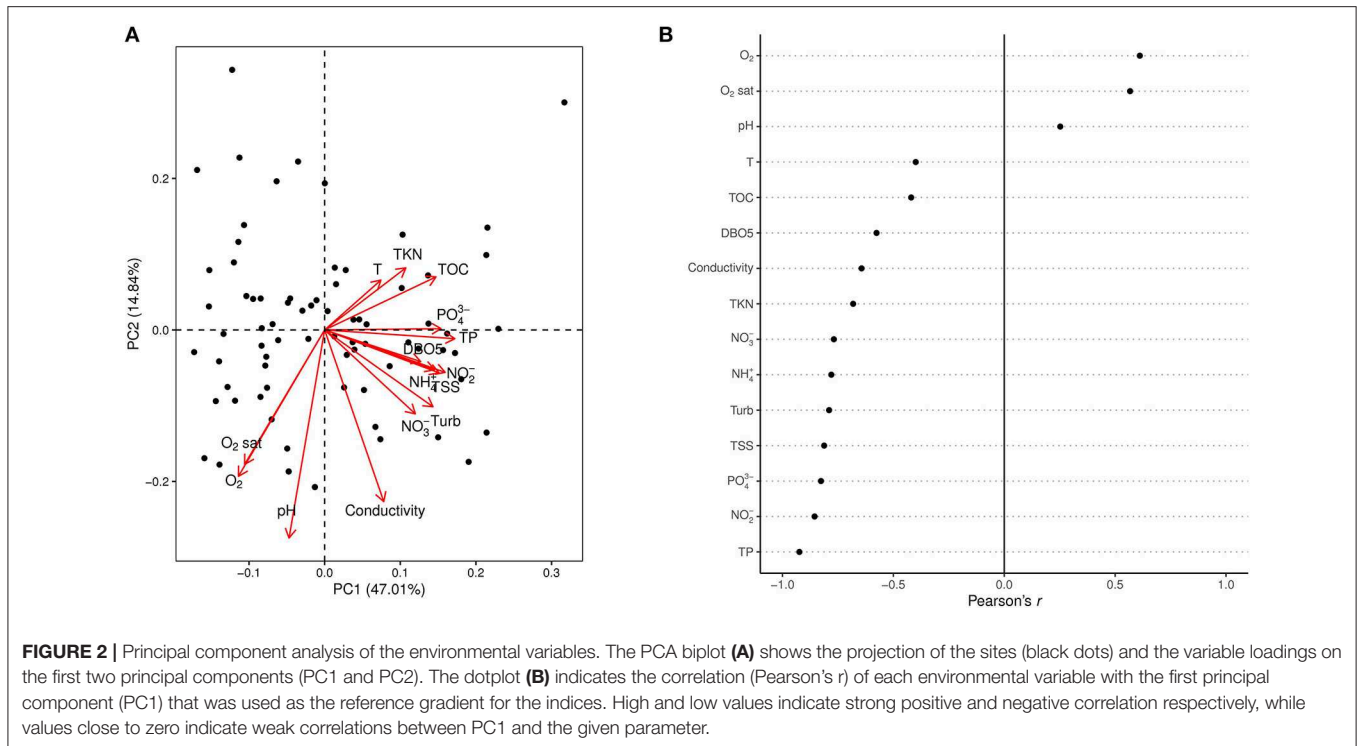 A
B
0.2
0.0
−0.2
PC2 (14.84%)
TKN
T
TOC
PO₄³⁻
TP
DBO5
NO₂⁻
NH₄⁺
TSS
NO₃⁻
Turb
O₂ sat
O₂
pH
Conductivity
−0.1
0.0
0.1
0.2
0.3
PC1 (47.01%)
O₂
O₂ sat
pH
T
TOC
DBO5
Conductivity
TKN
NO₃⁻
NH₄⁺
Turb
TSS
PO₄³⁻
NO₂⁻
TP
−1.0
−0.5
0.0
0.5
1.0
Pearson's r
FIGURE 2 | Principal component analysis of the environmental variables. The PCA biplot (A) shows the projection of the sites (black dots) and the variable loadings on
the first two principal components (PC1 and PC2). The dotplot (B) indicates the correlation (Pearson's r) of each environmental variable with the first principal
component (PC1) that was used as the reference gradient for the indices. High and low values indicate strong positive and negative correlation respectively, while
values close to zero indicate weak correlations between PC1 and the given parameter.